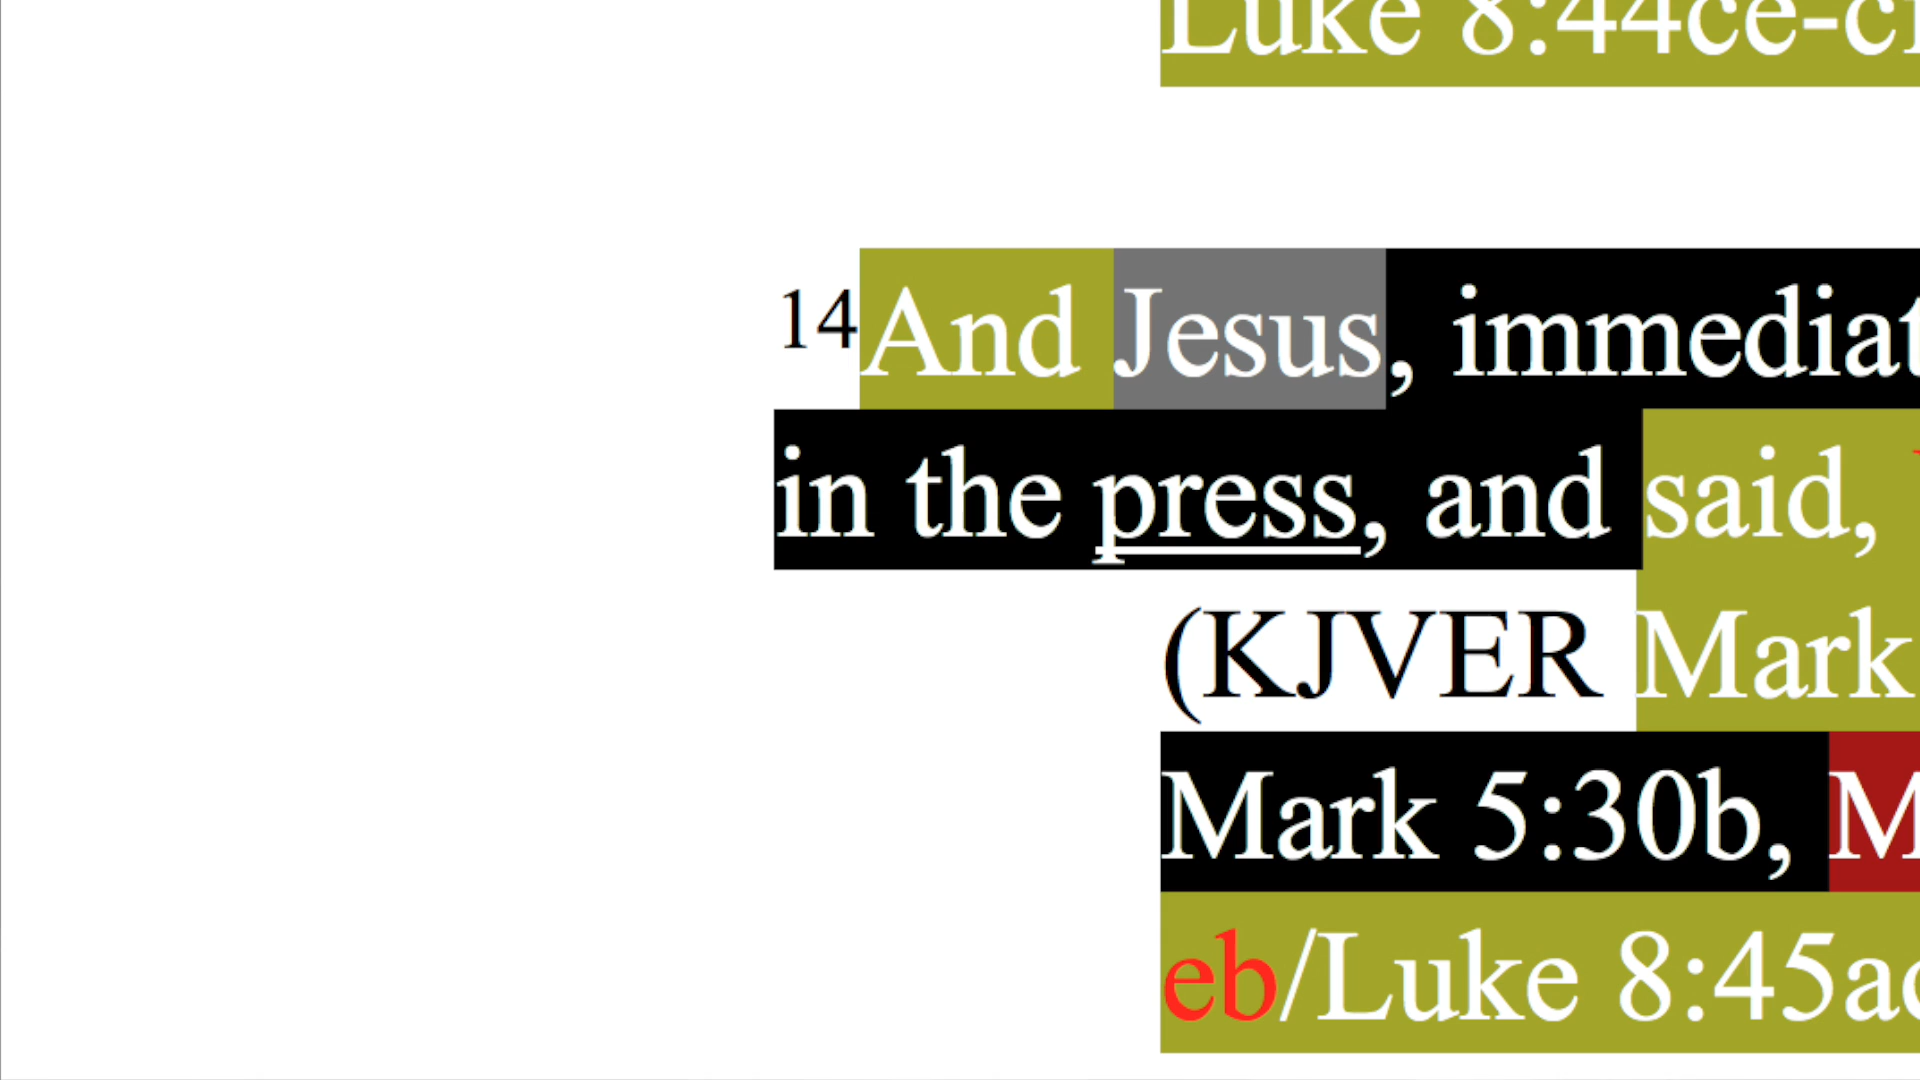 Luke 8:44ce-c
14And Jesus, immediat
in the press, and said,
(KJVER Mark
Mark 5:30b, M
eb/Luke 8:45a